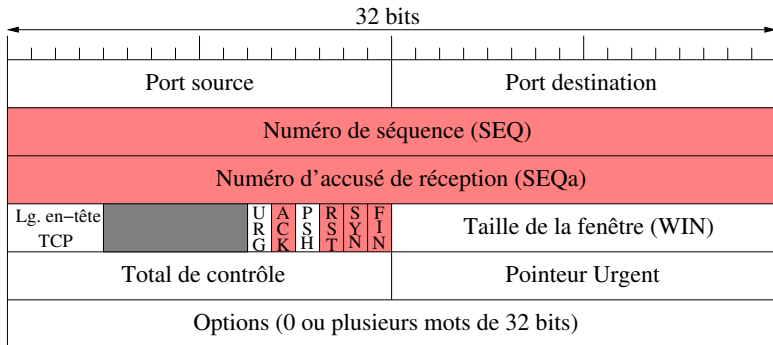 32 bits
Port source
Port destination
Numéro de séquence (SEQ)
Numéro d'accusé de réception (SEQa)
Lg. en−tête
TCP
URG
ACK
PSH
RST
SYN
FIN
Taille de la fenêtre (WIN)
Total de contrôle
Pointeur Urgent
Options (0 ou plusieurs mots de 32 bits)